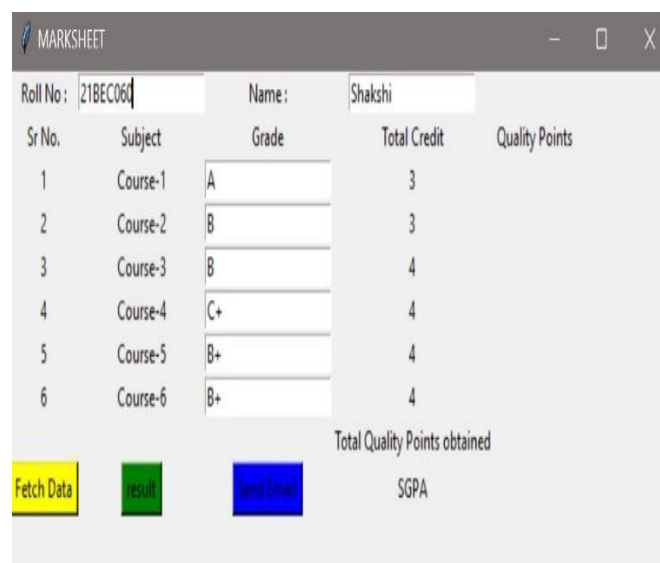 MARKSHEET
Roll No : 21BEC060 Name : Shakshi
Sr No. Subject Grade Total Credit Quality Points
1 Course-1 A 3
2 Course-2 B 3
3 Course-3 B 4
4 Course-4 C+ 4
5 Course-5 B+ 4
6 Course-6 B+ 4
Total Quality Points obtained
Fetch Data result Send Email SGPA